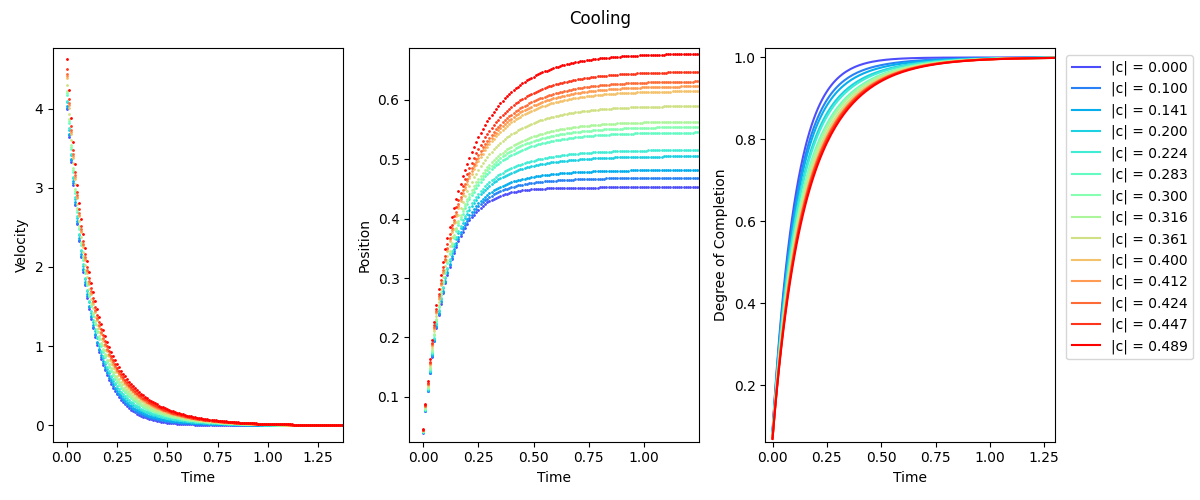 Cooling
Velocity
4
3
2
1
0
0.00 0.25 0.50 0.75 1.00 1.25
Time
Position
0.6
0.5
0.4
0.3
0.2
0.1
0.00 0.25 0.50 0.75 1.00
Time
Degree of Completion
1.0
0.8
0.6
0.4
0.2
0.00 0.25 0.50 0.75 1.00 1.25
Time
|c| = 0.000
|c| = 0.100
|c| = 0.141
|c| = 0.200
|c| = 0.224
|c| = 0.283
|c| = 0.300
|c| = 0.316
|c| = 0.361
|c| = 0.400
|c| = 0.412
|c| = 0.424
|c| = 0.447
|c| = 0.489